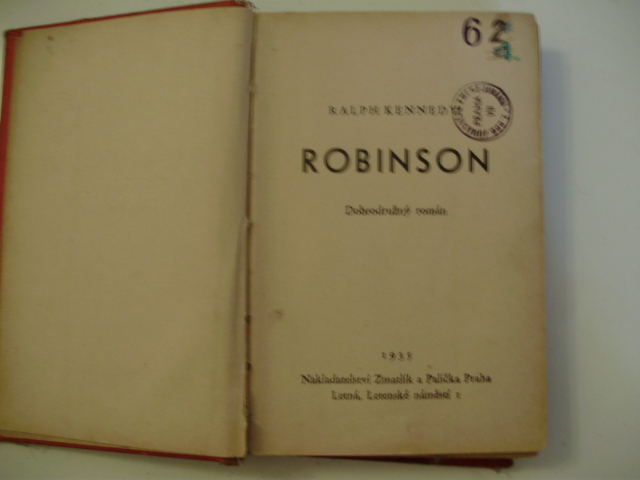 62
RALPH KENNEDY
ROBINSON
Dobrodružný román
1935
Nakladatelství Zmatlík a Palička Praha
Letná, Letenské náměstí 1